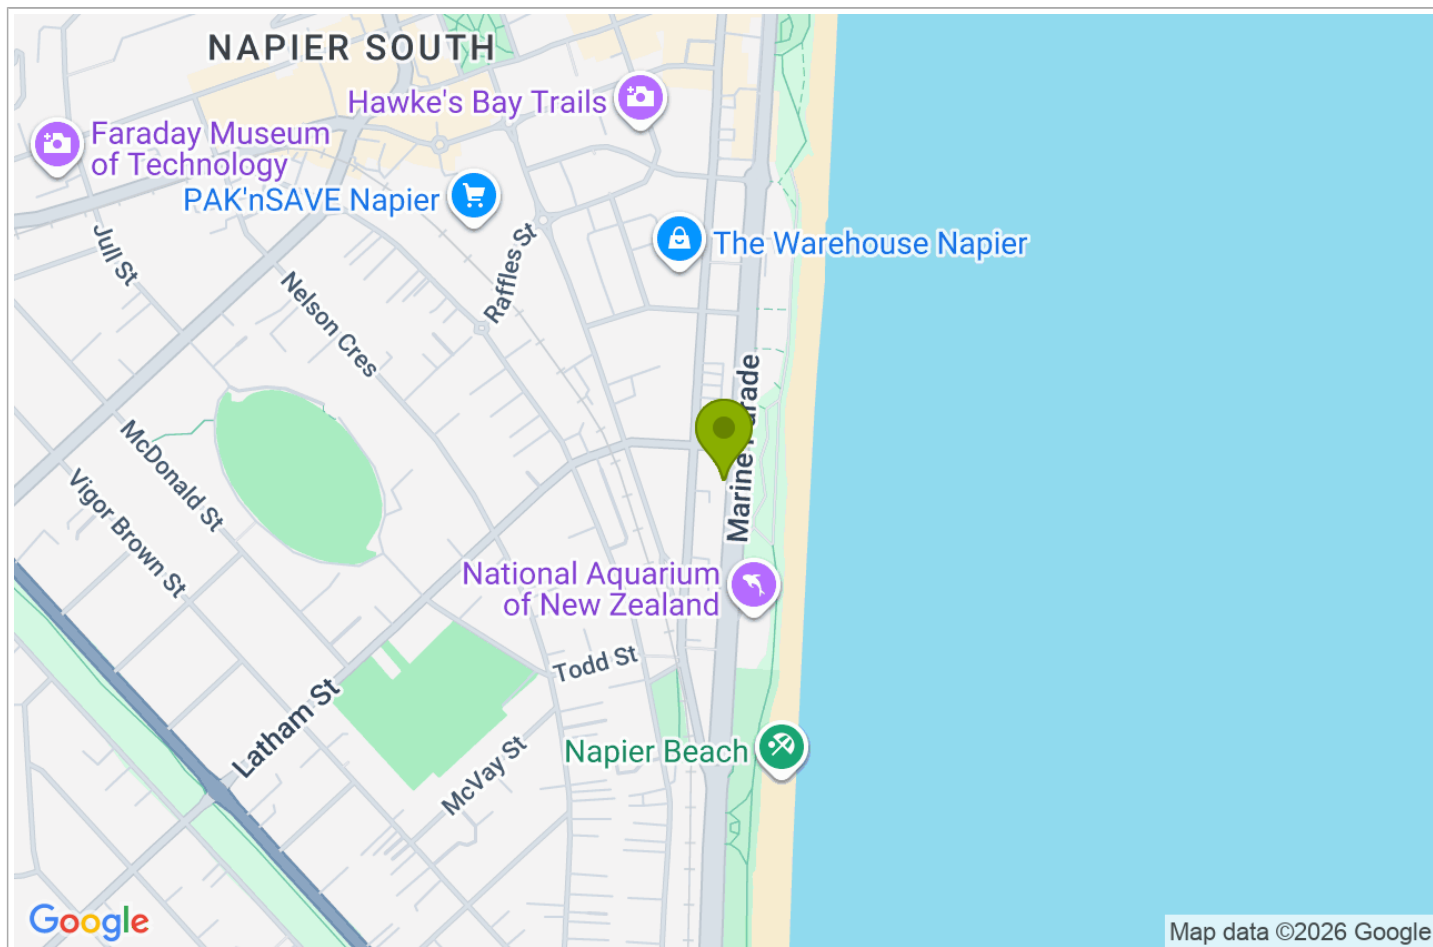 NAPIER SOUTH
Hawke's Bay Trails
Faraday Museum
of Technology
PAK'nSAVE Napier
Jull St
Raffles St
The Warehouse Napier
Nelson Cres
Marine Parade
McDonald St
Vigor Brown St
National Aquarium
of New Zealand
Todd St
Latham St
McVay St
Napier Beach
Google
Map data ©2026 Google